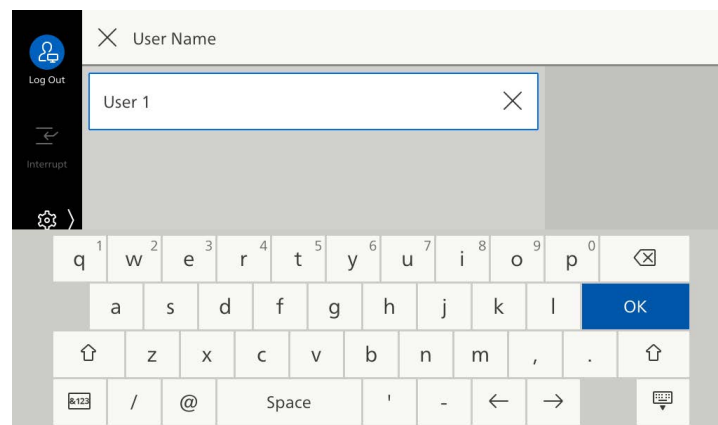 User Name
Log Out
User 1
Interrupt
q 1 w 2 e 3 r 4 t 5 y 6 u 7 i 8 o 9 p 0
a s d f g h j k l OK
z x c v b n m , .
&123 / @ Space ' - ← →